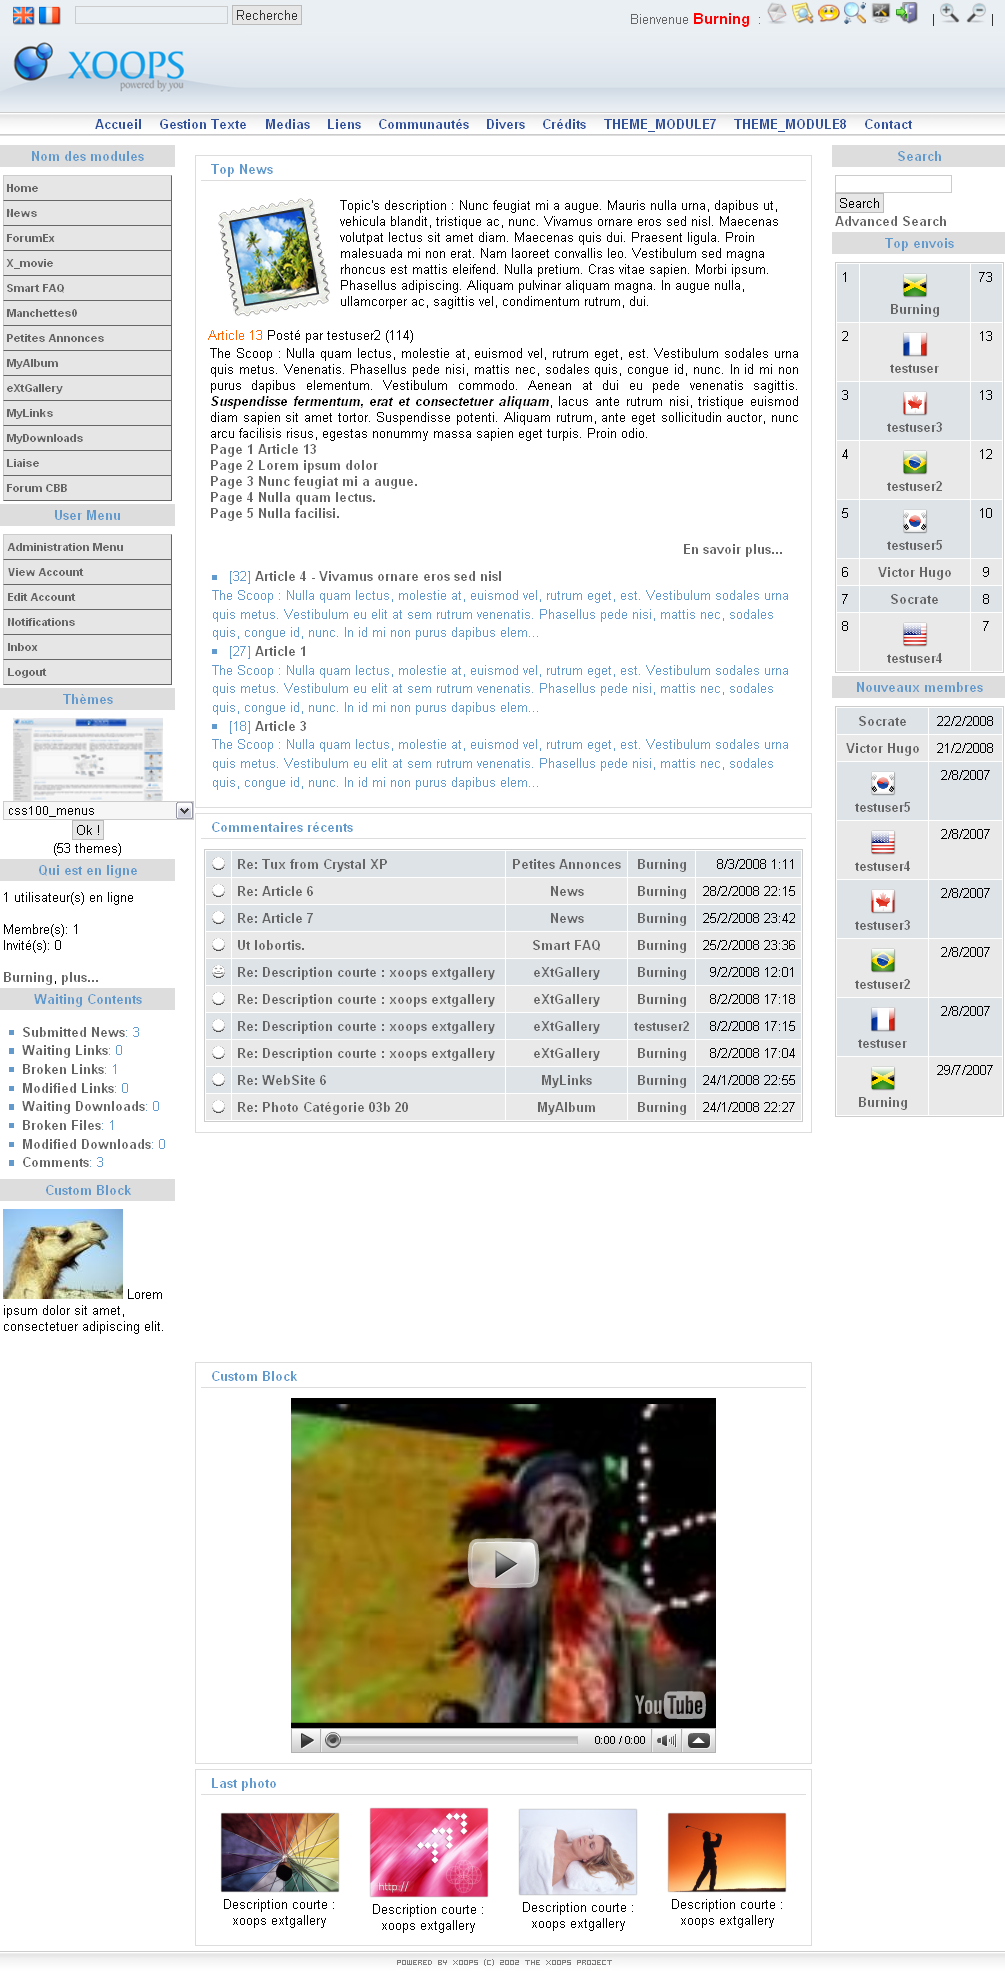 Recherche
Bienvenue Burning :
| |
XOOPS
powered by you
Accueil Gestion Texte Medias Liens Communautés Divers Crédits THEME_MODULE7 THEME_MODULE8 Contact
Nom des modules
Home
News
ForumEx
X_movie
Smart FAQ
Manchettes0
Petites Annonces
MyAlbum
eXtGallery
MyLinks
MyDownloads
Liaise
Forum CBB
User Menu
Administration Menu
View Account
Edit Account
Notifications
Inbox
Logout
Thèmes
css100_menus
Ok !
(53 themes)
Qui est en ligne
1 utilisateur(s) en ligne
Membre(s): 1
Invité(s): 0
Burning, plus...
Waiting Contents
Submitted News: 3
Waiting Links: 0
Broken Links: 1
Modified Links: 0
Waiting Downloads: 0
Broken Files: 1
Modified Downloads: 0
Comments: 3
Custom Block
Lorem
ipsum dolor sit amet,
consectetuer adipiscing elit.
Top News
Topic's description : Nunc feugiat mi a augue. Mauris nulla urna, dapibus ut,
vehicula blandit, tristique ac, nunc. Vivamus ornare eros sed nisl. Maecenas
volutpat lectus sit amet diam. Maecenas quis dui. Praesent ligula. Proin
malesuada mi non erat. Nam laoreet convallis leo. Vestibulum sed magna
rhoncus est mattis eleifend. Nulla pretium. Cras vitae sapien. Morbi ipsum.
Phasellus adipiscing. Aliquam pulvinar aliquam magna. In augue nulla,
ullamcorper ac, sagittis vel, condimentum rutrum, dui.
Article 13 Posté par testuser2 (114)
The Scoop : Nulla quam lectus, molestie at, euismod vel, rutrum eget, est. Vestibulum sodales urna
quis metus. Venenatis. Phasellus pede nisi, mattis nec, sodales quis, congue id, nunc. In id mi non
purus dapibus elementum. Vestibulum commodo. Aenean at dui eu pede venenatis sagittis.
Suspendisse fermentum, erat et consectetuer aliquam, lacus ante rutrum nisi, tristique euismod
diam sapien sit amet tortor. Suspendisse potenti. Aliquam rutrum, ante eget sollicitudin auctor, nunc
arcu facilisis risus, egestas nonummy massa sapien eget turpis. Proin odio.
Page 1 Article 13
Page 2 Lorem ipsum dolor
Page 3 Nunc feugiat mi a augue.
Page 4 Nulla quam lectus.
Page 5 Nulla facilisi.
En savoir plus...
[32] Article 4 - Vivamus ornare eros sed nisl
The Scoop : Nulla quam lectus, molestie at, euismod vel, rutrum eget, est. Vestibulum sodales urna
quis metus. Vestibulum eu elit at sem rutrum venenatis. Phasellus pede nisi, mattis nec, sodales
quis, congue id, nunc. In id mi non purus dapibus elem...
[27] Article 1
The Scoop : Nulla quam lectus, molestie at, euismod vel, rutrum eget, est. Vestibulum sodales urna
quis metus. Vestibulum eu elit at sem rutrum venenatis. Phasellus pede nisi, mattis nec, sodales
quis, congue id, nunc. In id mi non purus dapibus elem...
[18] Article 3
The Scoop : Nulla quam lectus, molestie at, euismod vel, rutrum eget, est. Vestibulum sodales urna
quis metus. Vestibulum eu elit at sem rutrum venenatis. Phasellus pede nisi, mattis nec, sodales
quis, congue id, nunc. In id mi non purus dapibus elem...
Commentaires récents
Re: Tux from Crystal XP Petites Annonces Burning 8/3/2008 1:11
Re: Article 6 News Burning 28/2/2008 22:15
Re: Article 7 News Burning 25/2/2008 23:42
Ut lobortis. Smart FAQ Burning 25/2/2008 23:36
Re: Description courte : xoops extgallery eXtGallery Burning 9/2/2008 12:01
Re: Description courte : xoops extgallery eXtGallery Burning 8/2/2008 17:18
Re: Description courte : xoops extgallery eXtGallery testuser2 8/2/2008 17:15
Re: Description courte : xoops extgallery eXtGallery Burning 8/2/2008 17:04
Re: WebSite 6 MyLinks Burning 24/1/2008 22:55
Re: Photo Catégorie 03b 20 MyAlbum Burning 24/1/2008 22:27
Custom Block
YouTube
0:00 / 0:00
Last photo
http://
Description courte :
xoops extgallery
Description courte :
xoops extgallery
Description courte :
xoops extgallery
Description courte :
xoops extgallery
Search
Search
Advanced Search
Top envois
1 Burning 73
2 testuser 13
3 testuser3 13
4 testuser2 12
5 testuser5 10
6 Victor Hugo 9
7 Socrate 8
8 testuser4 7
Nouveaux membres
Socrate 22/2/2008
Victor Hugo 21/2/2008
testuser5 2/8/2007
testuser4 2/8/2007
testuser3 2/8/2007
testuser2 2/8/2007
testuser 2/8/2007
Burning 29/7/2007
POWERED BY XOOPS (C) 2002 THE XOOPS PROJECT